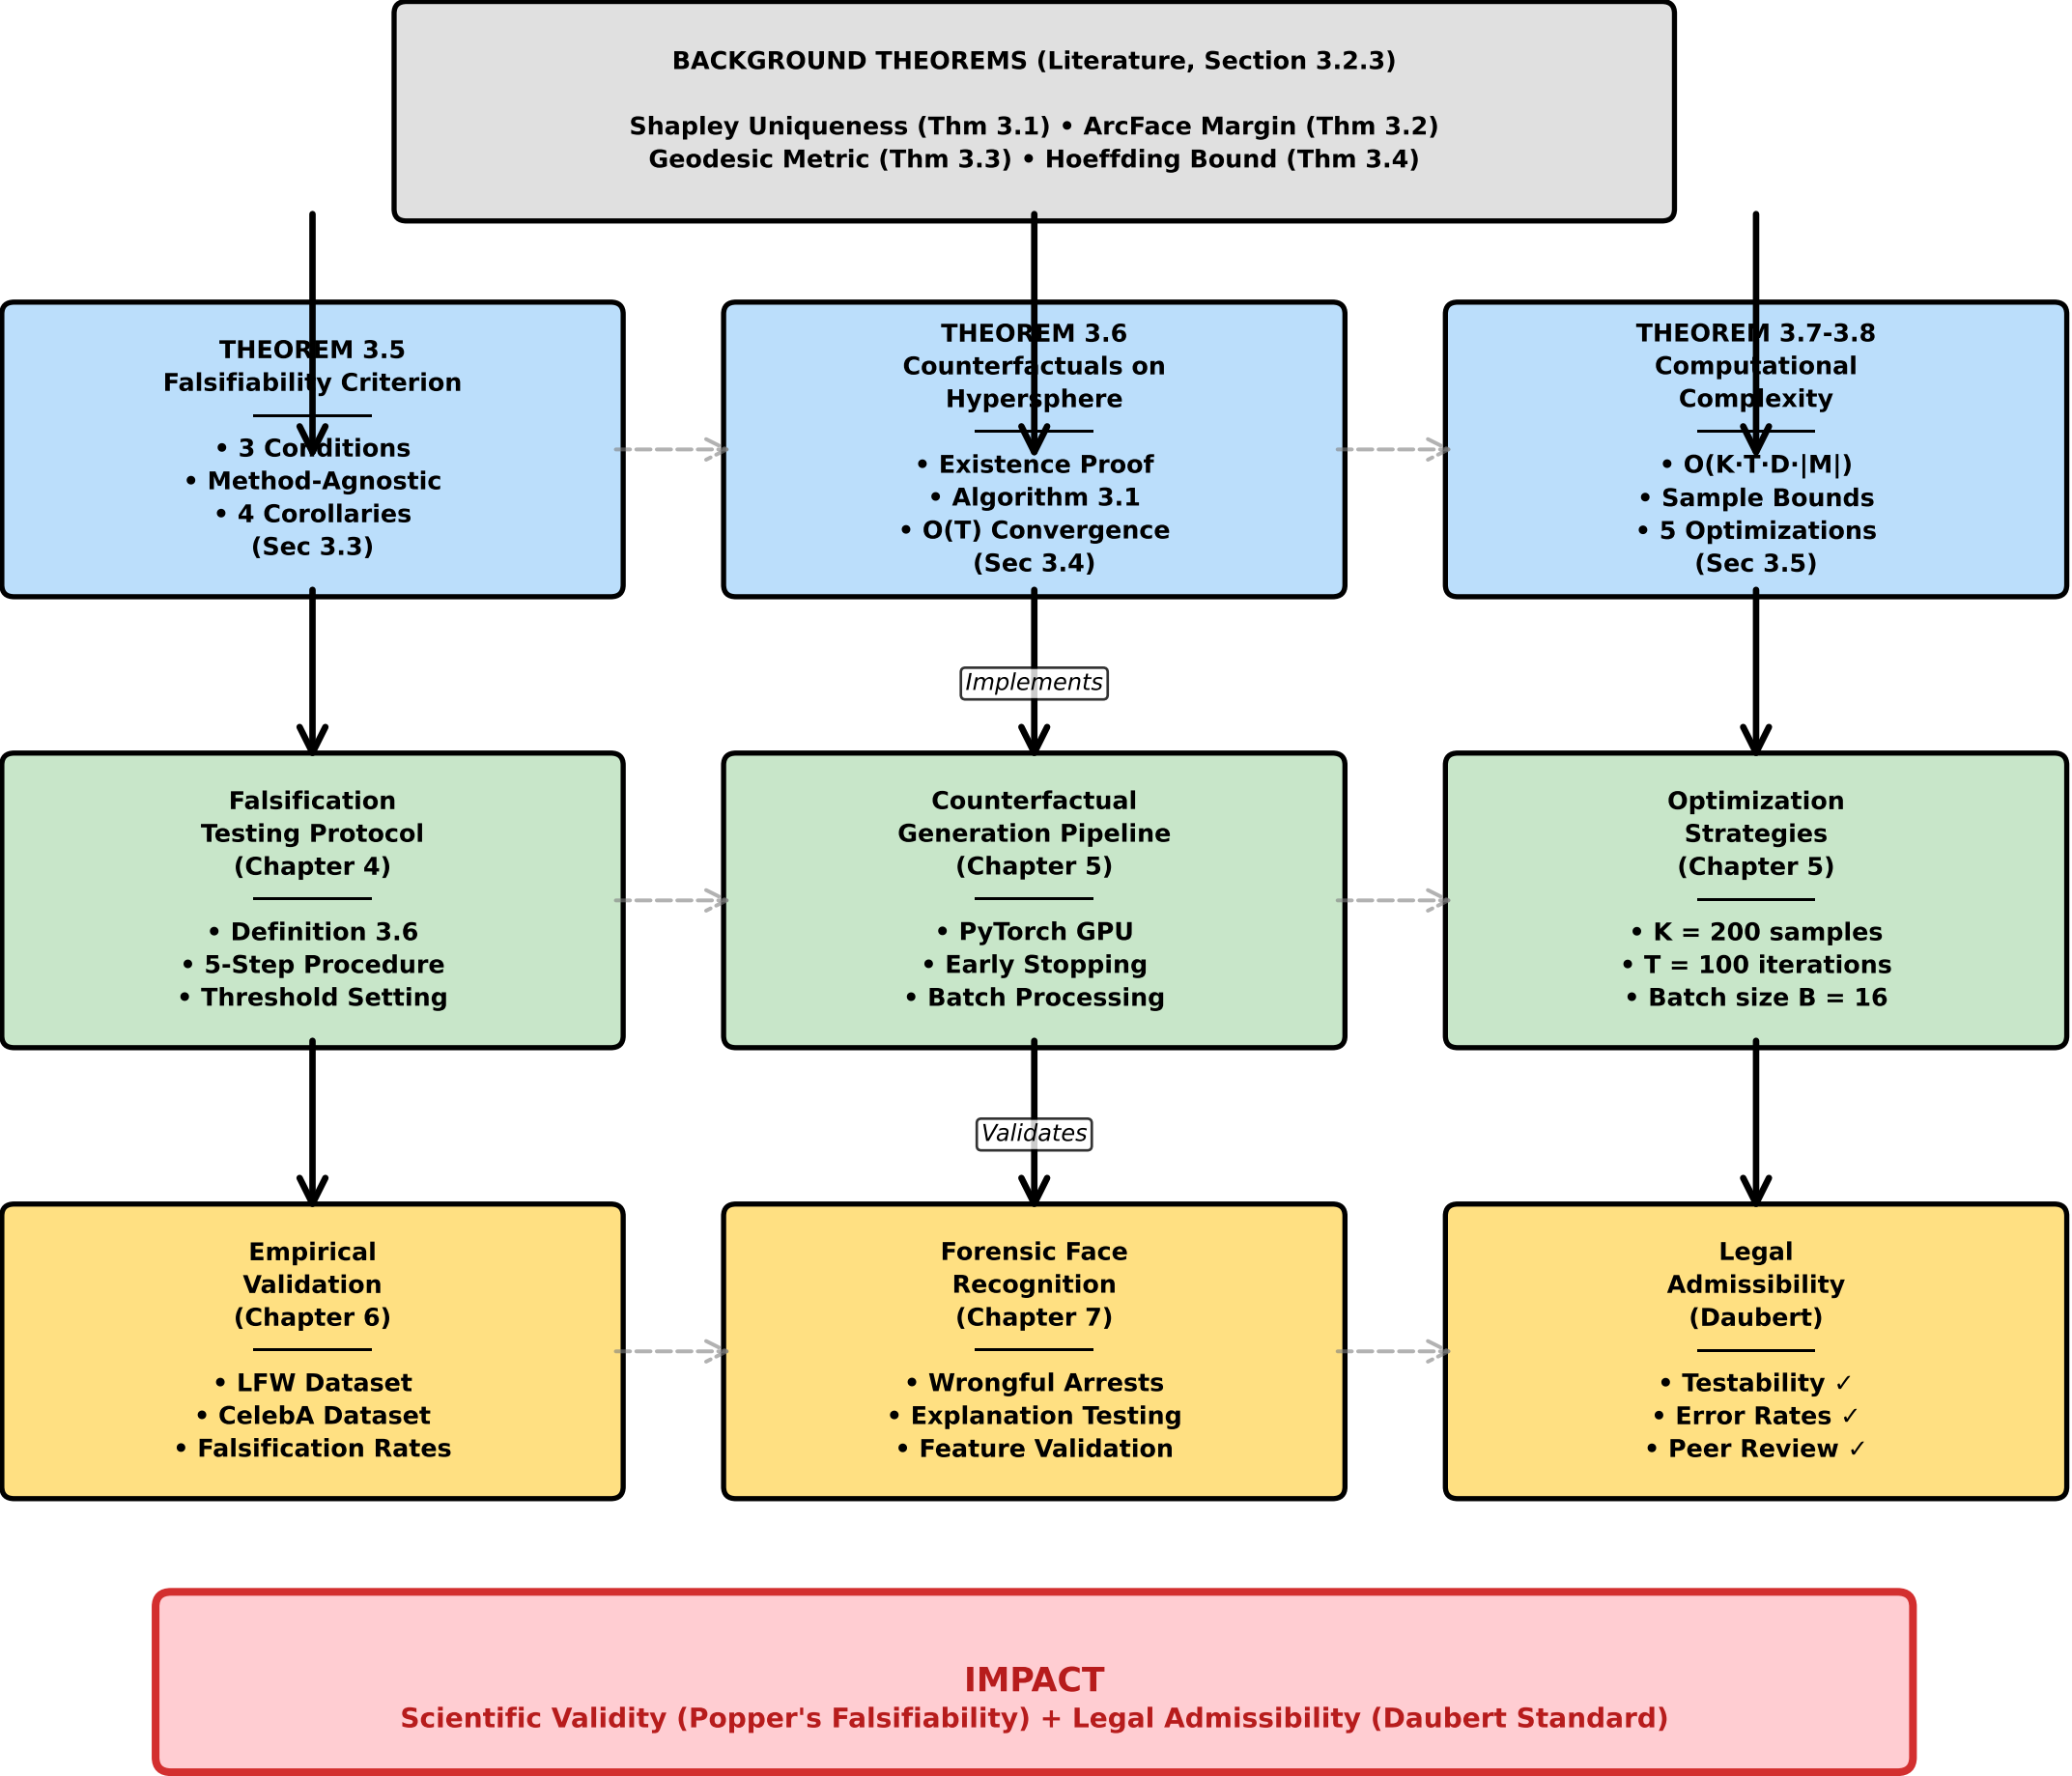 BACKGROUND THEOREMS (Literature, Section 3.2.3)
Shapley Uniqueness (Thm 3.1) • ArcFace Margin (Thm 3.2)
Geodesic Metric (Thm 3.3) • Hoeffding Bound (Thm 3.4)
THEOREM 3.5
Falsifiability Criterion
• 3 Conditions
• Method-Agnostic
• 4 Corollaries
(Sec 3.3)
THEOREM 3.6
Counterfactuals on
Hypersphere
• Existence Proof
• Algorithm 3.1
• O(T) Convergence
(Sec 3.4)
THEOREM 3.7-3.8
Computational
Complexity
• O(K·T·D·|M|)
• Sample Bounds
• 5 Optimizations
(Sec 3.5)
Implements
Falsification
Testing Protocol
(Chapter 4)
• Definition 3.6
• 5-Step Procedure
• Threshold Setting
Counterfactual
Generation Pipeline
(Chapter 5)
• PyTorch GPU
• Early Stopping
• Batch Processing
Optimization
Strategies
(Chapter 5)
• K = 200 samples
• T = 100 iterations
• Batch size B = 16
Validates
Empirical
Validation
(Chapter 6)
• LFW Dataset
• CelebA Dataset
• Falsification Rates
Forensic Face
Recognition
(Chapter 7)
• Wrongful Arrests
• Explanation Testing
• Feature Validation
Legal
Admissibility
(Daubert)
• Testability ✓
• Error Rates ✓
• Peer Review ✓
IMPACT
Scientific Validity (Popper's Falsifiability) + Legal Admissibility (Daubert Standard)